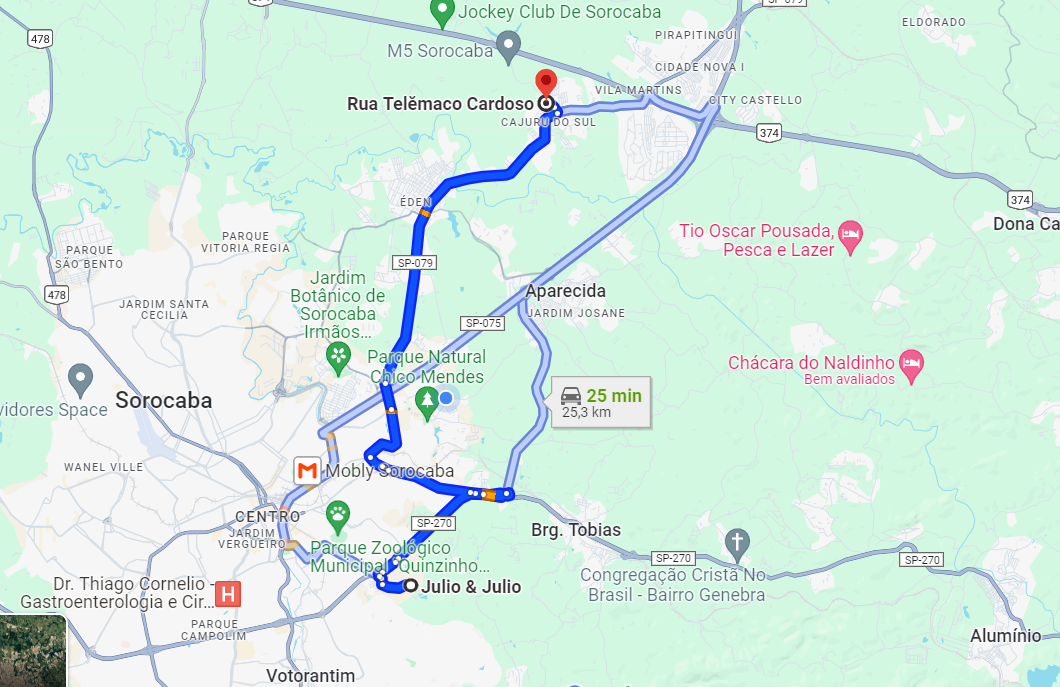 SP-079
Jockey Club De Sorocaba
ELDORADO
478
PIRAPITINGUI
M5 Sorocaba
CIDADE NOVA I
VILA MARTINS
Rua Telêmaco Cardoso
CITY CASTELLO
CAJURU DO SUL
374
374
ÉDEN
Dona Ca
Tio Oscar Pousada,
Pesca e Lazer
PARQUE
VITORIA REGIA
PARQUE
SÃO BENTO
SP-079
Jardim
Botânico de
Sorocaba
Irmãos...
478
Aparecida
JARDIM SANTA
CECILIA
JARDIM JOSANE
SP-075
Parque Natural
Chico Mendes
Chácara do Naldinho
Bem avaliados
25 min
25,3 km
Sorocaba
vidores Space
WANEL VILLE
Mobly Sorocaba
CENTRO
SP-270
Brg. Tobias
JARDIM
VERGUEIRO
Parque Zoológico
Municipal "Quinzinho...
SP-270
SP-270
Congregação Cristã No
Brasil - Bairro Genebra
Dr. Thiago Cornelio -
Gastroenterologia e Cir...
H
Julio & Julio
PARQUE
CAMPOLIM
Alumínio
Votorantim